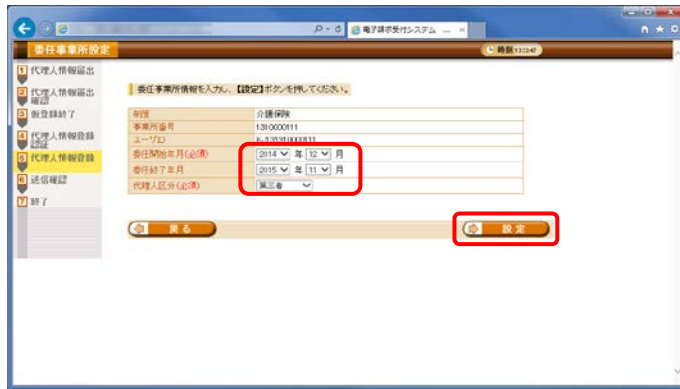 電子請求受付システム — ...
委任事業所設定
時刻 13:12:47
1 代理人情報届出
2 代理人情報届出
確認
3 仮登録終了
4 代理人情報登録
認証
5 代理人情報登録
6 送信確認
7 終了
委任事業所情報を入力し、【設定】ボタンを押してください。
制度 介護保険
事業所番号 1310000111
ユーザID
委任開始年月(必須) 2014 年 12 月
委任終了年月 2015 年 11 月
代理人区分(必須) 第三者
戻る
設定